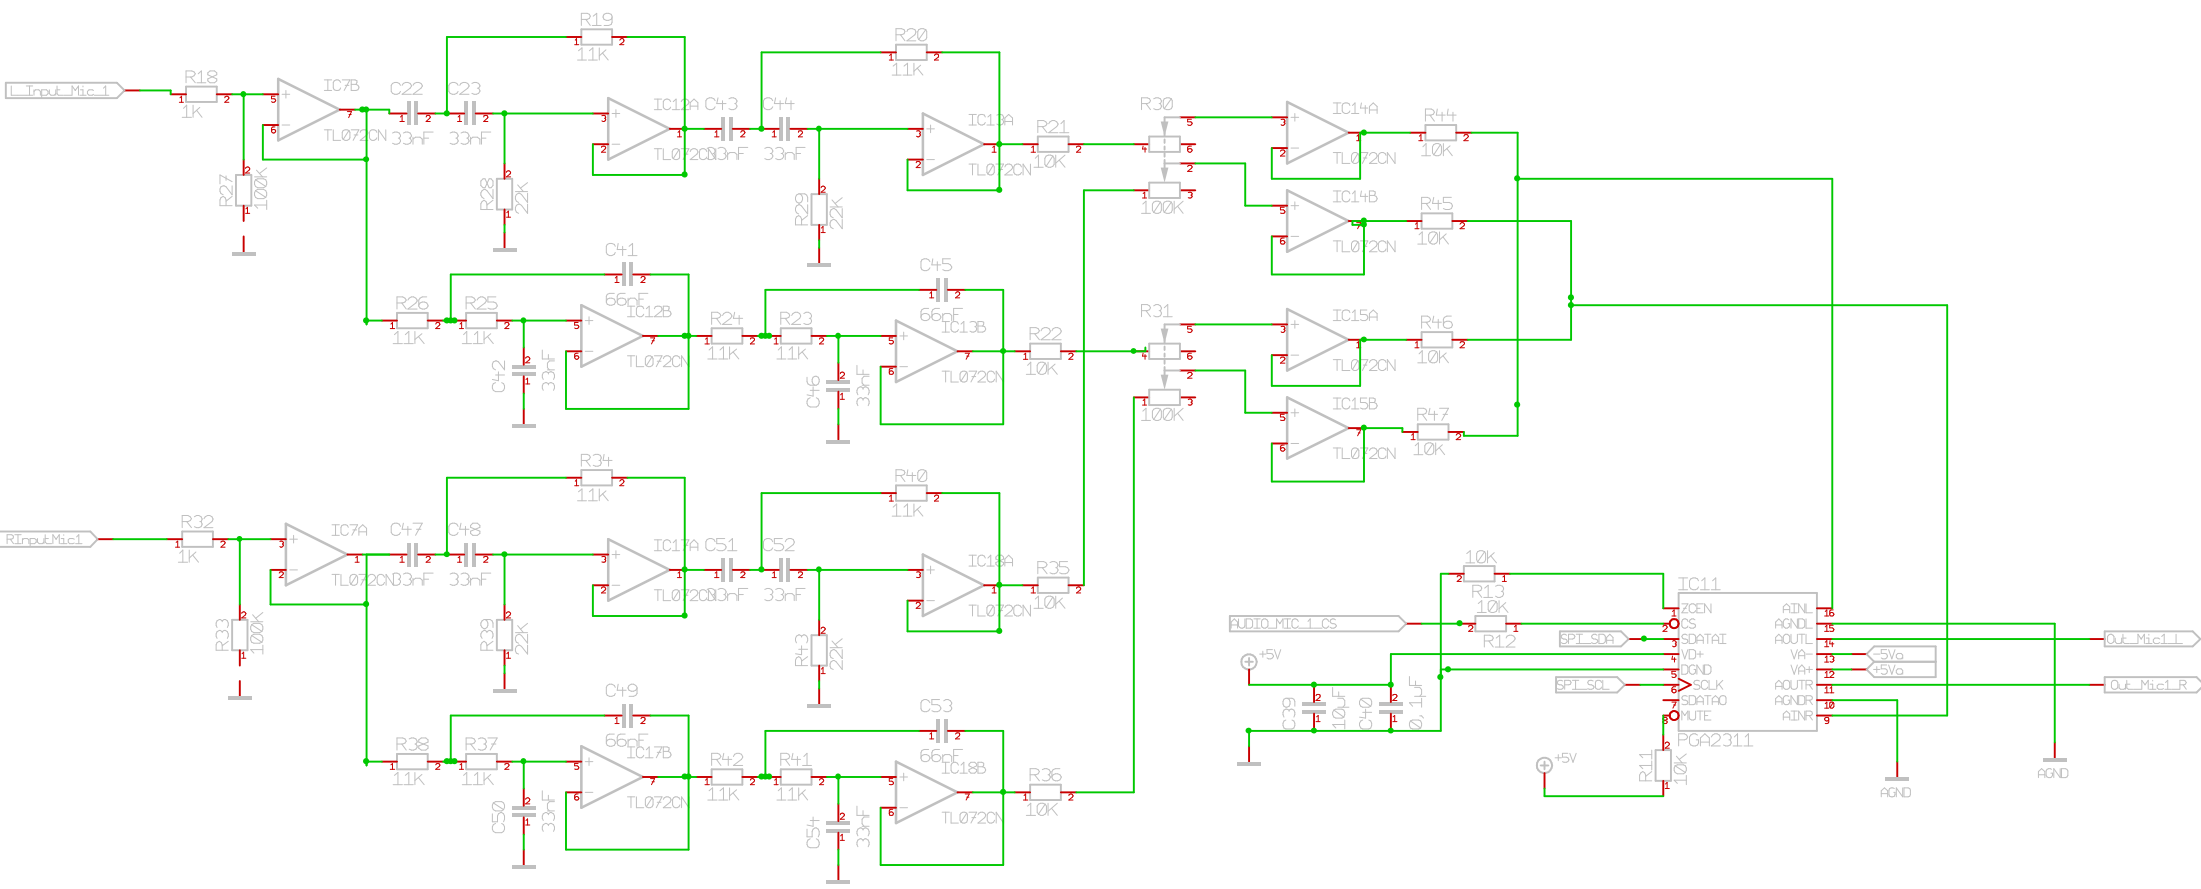 L_Input_Mic_1
R18
1K
R27
100K
IC7B
TL072CN
C22
33nF
C23
33nF
R19
11K
R28
22K
IC12A
TL072CN
C43
33nF
C44
33nF
R20
11K
R29
22K
IC13A
TL072CN
R21
10K
R30
100K
IC14A
TL072CN
R44
10K
IC14B
TL072CN
R45
10K
R26
11K
R25
11K
C41
66nF
C42
33nF
IC12B
TL072CN
R24
11K
R23
11K
C45
66nF
C46
33nF
IC13B
TL072CN
R22
10K
R31
100K
IC15A
TL072CN
R46
10K
IC15B
TL072CN
R47
10K
RInputMic1
R32
1K
R33
100K
IC7A
TL072CN
C47
33nF
C48
33nF
R34
11K
R39
22K
IC17A
TL072CN
C51
33nF
C52
33nF
R40
11K
R43
22K
IC18A
TL072CN
R35
10K
R38
11K
R37
11K
C49
66nF
C50
33nF
IC17B
TL072CN
R42
11K
R41
11K
C53
66nF
C54
33nF
IC18B
TL072CN
R36
10K
10K
R13
10K
R12
AUDIO_MIC_1_CS
SPI_SDA
SPI_SCL
+5V
C39
10µF
C40
0,1µF
+5V
R11
10K
IC11
ZCEN
CS
SDATAI
VD+
DGND
SCLK
SDATAO
MUTE
AINL
AGNDL
AOUTL
VA-
VA+
AOUTR
AGNDR
AINR
PGA2311
-5Va
+5Va
Out_Mic1_L
Out_Mic1_R
AGND
AGND